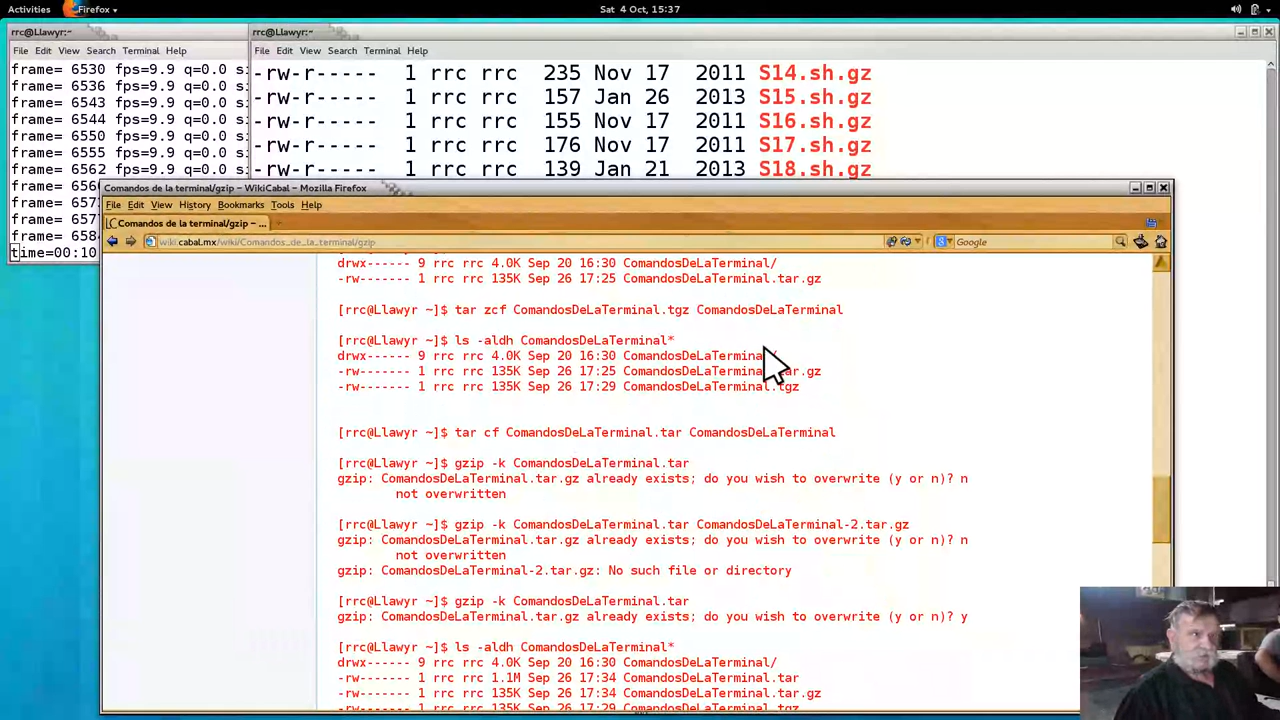 Activities Firefox Sat 4 Oct, 15:37
rrc@Llawyr:~
File Edit View Search Terminal Help
frame= 6530 fps=9.9 q=0.0
frame= 6536 fps=9.9 q=0.0
frame= 6543 fps=9.9 q=0.0
frame= 6544 fps=9.9 q=0.0
frame= 6550 fps=9.9 q=0.0
frame= 6555 fps=9.9 q=0.0
frame= 6562 fps=9.9 q=0.0
frame=
frame=
frame=
frame=
time=00:10
rrc@Llawyr:~
File Edit View Search Terminal Help
-rw-r----- 1 rrc rrc 235 Nov 17 2011 S14.sh.gz
-rw-r----- 1 rrc rrc 157 Jan 26 2013 S15.sh.gz
-rw-r----- 1 rrc rrc 155 Nov 17 2011 S16.sh.gz
-rw-r----- 1 rrc rrc 176 Nov 17 2011 S17.sh.gz
-rw-r----- 1 rrc rrc 139 Jan 21 2013 S18.sh.gz
Comandos de la terminal/gzip – WikiCabal – Mozilla Firefox
File Edit View History Bookmarks Tools Help
Comandos de la terminal/gzip – ...
wiki.cabal.mx/wiki/Comandos_de_la_terminal/gzip
Google
drwx------ 9 rrc rrc 4.0K Sep 20 16:30 ComandosDeLaTerminal/
-rw------- 1 rrc rrc 135K Sep 26 17:25 ComandosDeLaTerminal.tar.gz
[rrc@Llawyr ~]$ tar zcf ComandosDeLaTerminal.tgz ComandosDeLaTerminal
[rrc@Llawyr ~]$ ls -aldh ComandosDeLaTerminal*
drwx------ 9 rrc rrc 4.0K Sep 20 16:30 ComandosDeLaTerminal/
-rw------- 1 rrc rrc 135K Sep 26 17:25 ComandosDeLaTerminal.tar.gz
-rw------- 1 rrc rrc 135K Sep 26 17:29 ComandosDeLaTerminal.tgz
[rrc@Llawyr ~]$ tar cf ComandosDeLaTerminal.tar ComandosDeLaTerminal
[rrc@Llawyr ~]$ gzip -k ComandosDeLaTerminal.tar
gzip: ComandosDeLaTerminal.tar.gz already exists; do you wish to overwrite (y or n)? n
not overwritten
[rrc@Llawyr ~]$ gzip -k ComandosDeLaTerminal.tar ComandosDeLaTerminal-2.tar.gz
gzip: ComandosDeLaTerminal.tar.gz already exists; do you wish to overwrite (y or n)? n
not overwritten
gzip: ComandosDeLaTerminal-2.tar.gz: No such file or directory
[rrc@Llawyr ~]$ gzip -k ComandosDeLaTerminal.tar
gzip: ComandosDeLaTerminal.tar.gz already exists; do you wish to overwrite (y or n)? y
[rrc@Llawyr ~]$ ls -aldh ComandosDeLaTerminal*
drwx------ 9 rrc rrc 4.0K Sep 20 16:30 ComandosDeLaTerminal/
-rw------- 1 rrc rrc 1.1M Sep 26 17:34 ComandosDeLaTerminal.tar
-rw------- 1 rrc rrc 135K Sep 26 17:34 ComandosDeLaTerminal.tar.gz
-rw------- 1 rrc rrc 135K Sep 26 17:29 ComandosDeLaTerminal.tgz